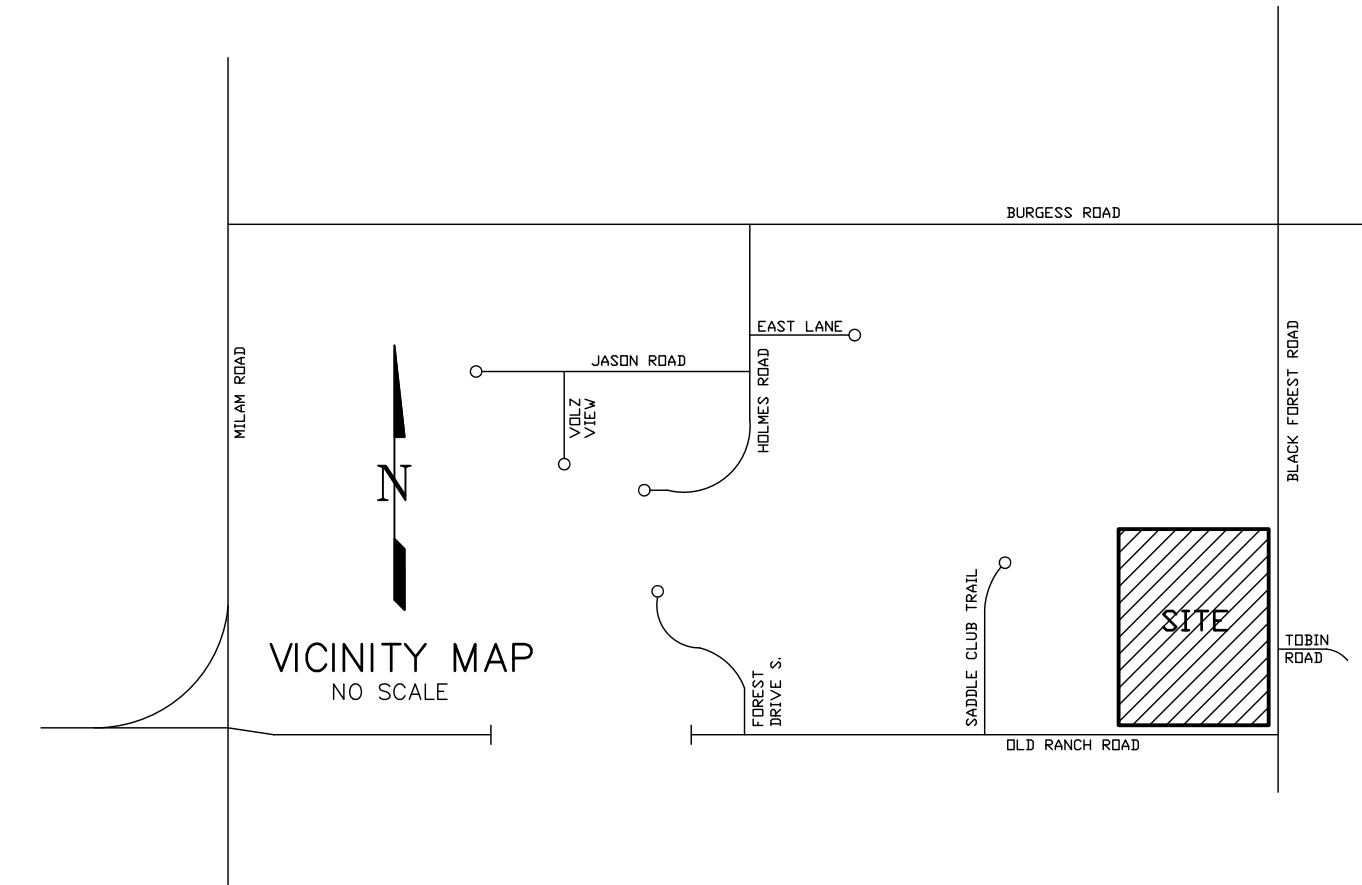 BURGESS ROAD
EAST LANE
JASON ROAD
MILAM ROAD
HOLMES ROAD
BLACK FOREST ROAD
VOLZ
VIEW
N
SADDLE CLUB TRAIL
SITE
TOBIN
ROAD
VICINITY MAP
NO SCALE
FOREST
DRIVE S.
OLD RANCH ROAD